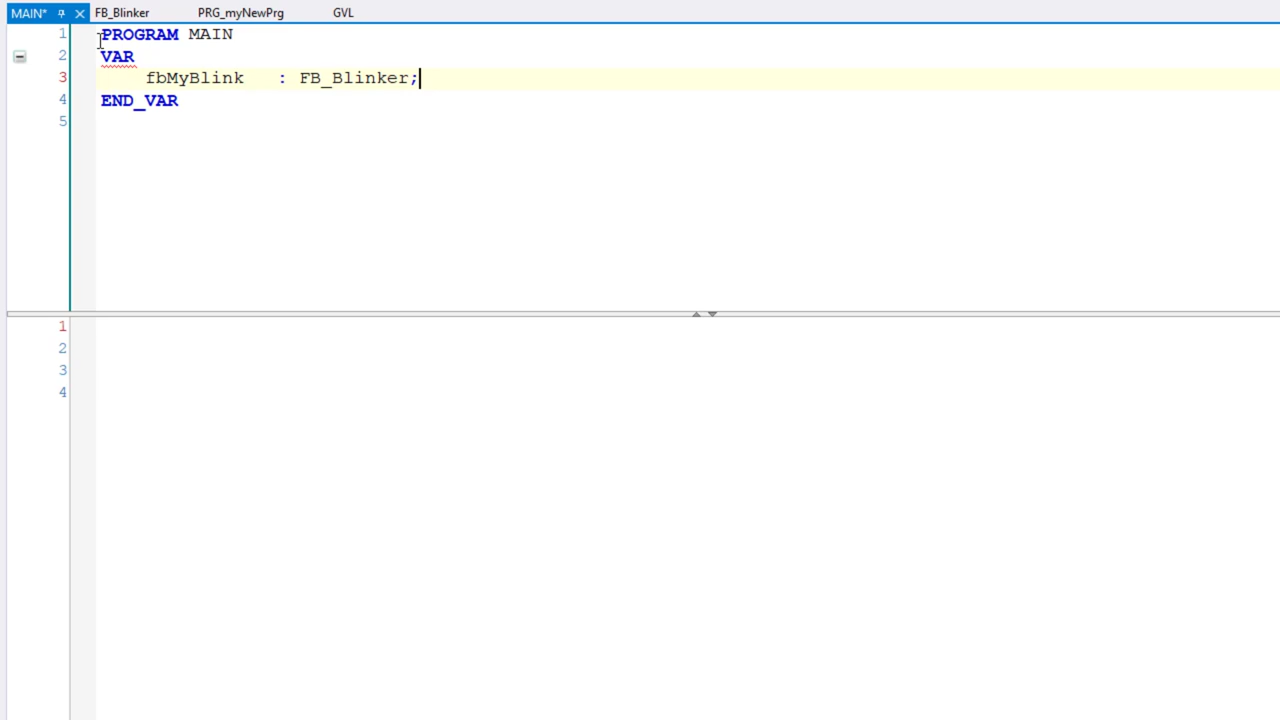 MAIN* FB_Blinker PRG_myNewPrg GVL
1 PROGRAM MAIN
2 VAR
3 fbMyBlink : FB_Blinker;
4 END_VAR
5
1
2
3
4